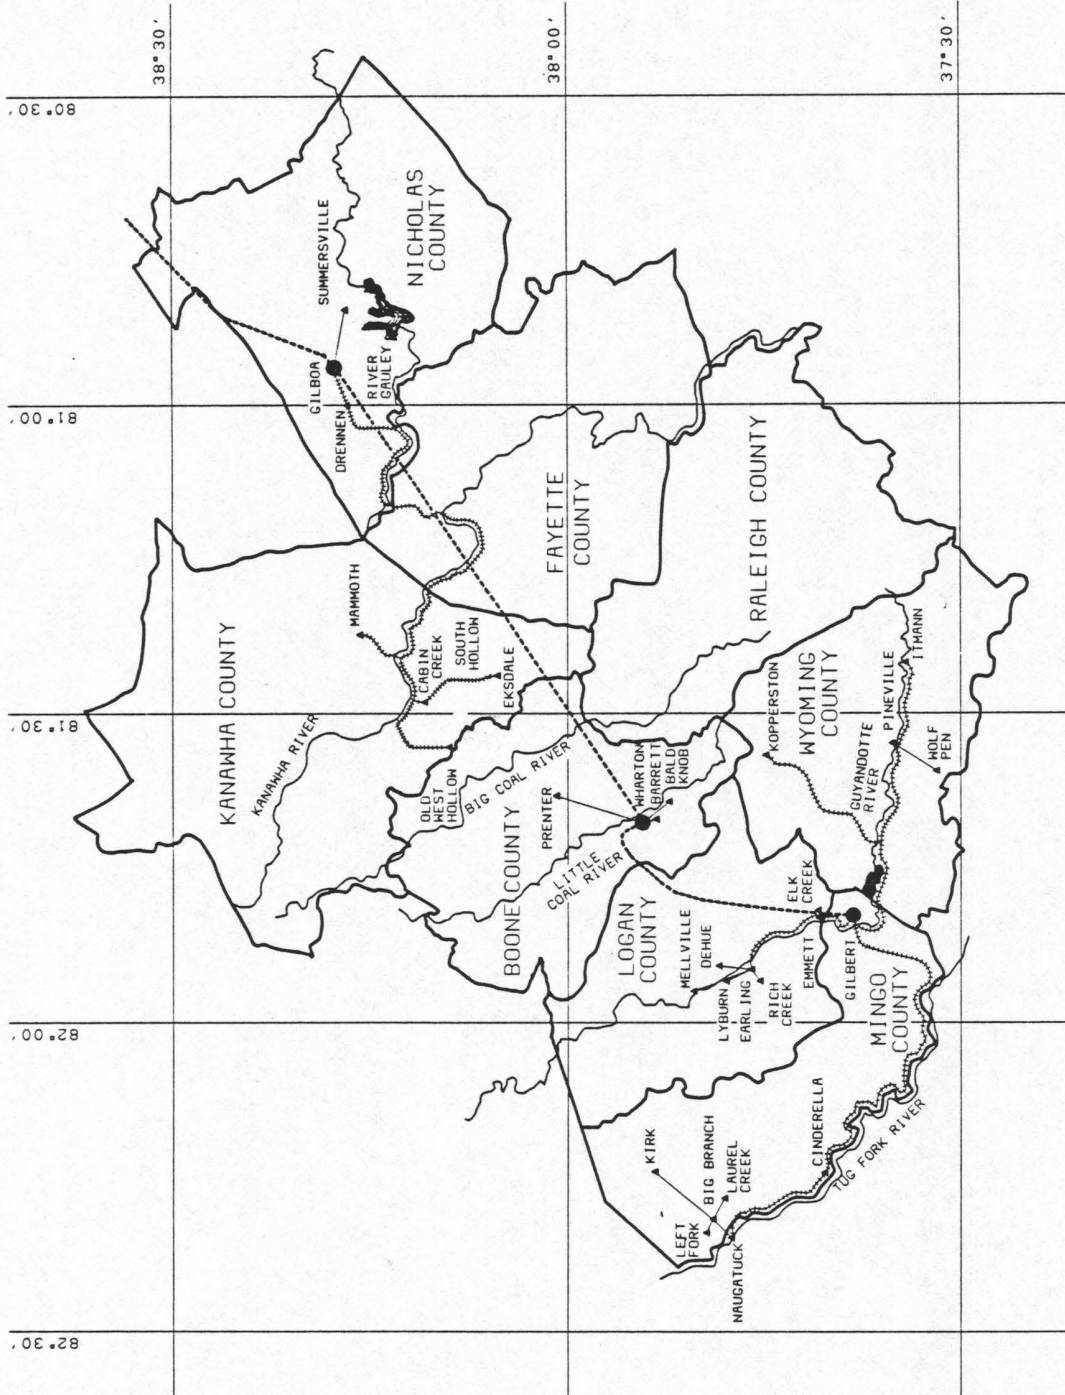 80°30'
81°00'
81°30'
82°00'
82°30'
38°30'
38°00'
37°30'
KANAWHA COUNTY
KANAWHA RIVER
MAMMOTH
CABIN
CREEK
SOUTH
HOLLOW
EKSDALE
OLD
WEST
HOLLOW
BIG COAL RIVER
GILBOA
SUMMERSVILLE
DRENNEN
RIVER
GAULEY
NICHOLAS
COUNTY
FAYETTE
COUNTY
RALEIGH COUNTY
BOONE COUNTY
PRENTER
LITTLE
COAL RIVER
WHARTON
BARRETT
BALD
KNOB
LOGAN
COUNTY
MELLVILLE
DEHUE
LYBURN
EARLING
RICH
CREEK
EMMETT
ELK
CREEK
GILBERT
WYOMING
COUNTY
KOPPERSTON
GUYANDOTTE
RIVER
PINEVILLE
ITMANN
WOLF
PEN
MINGO
COUNTY
KIRK
LEFT
FORK
BIG BRANCH
LAUREL
CREEK
NAUGATUCK
CINDERELLA
TUG FORK RIVER